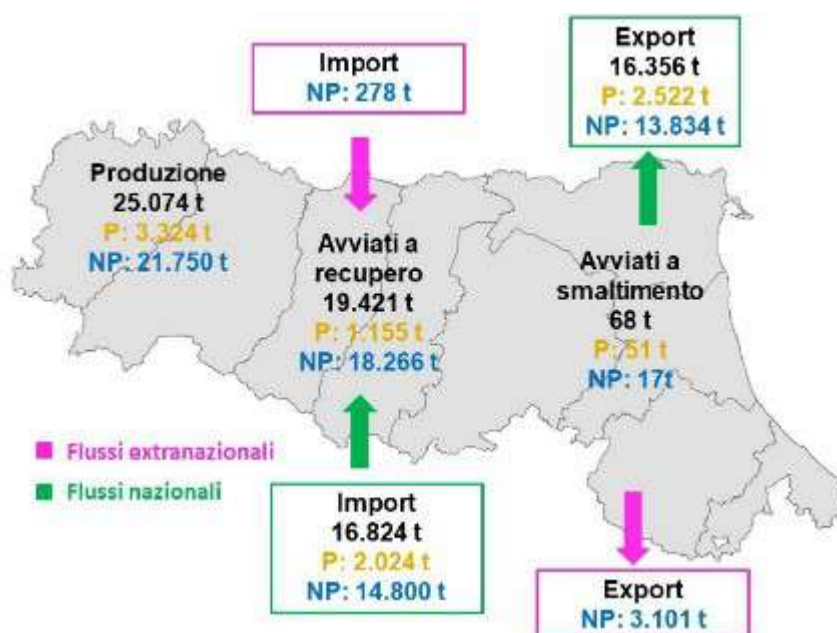 Import
NP: 278 t
Export
16.356 t
P: 2.522 t
NP: 13.834 t
Produzione
25.074 t
P: 3.324 t
NP: 21.750 t
Avviati a
recupero
19.421 t
P: 1.155 t
NP: 18.266 t
Avviati a
smaltimento
68 t
P: 51 t
NP: 17t
Flussi extranazionali
Flussi nazionali
Import
16.824 t
P: 2.024 t
NP: 14.800 t
Export
NP: 3.101 t